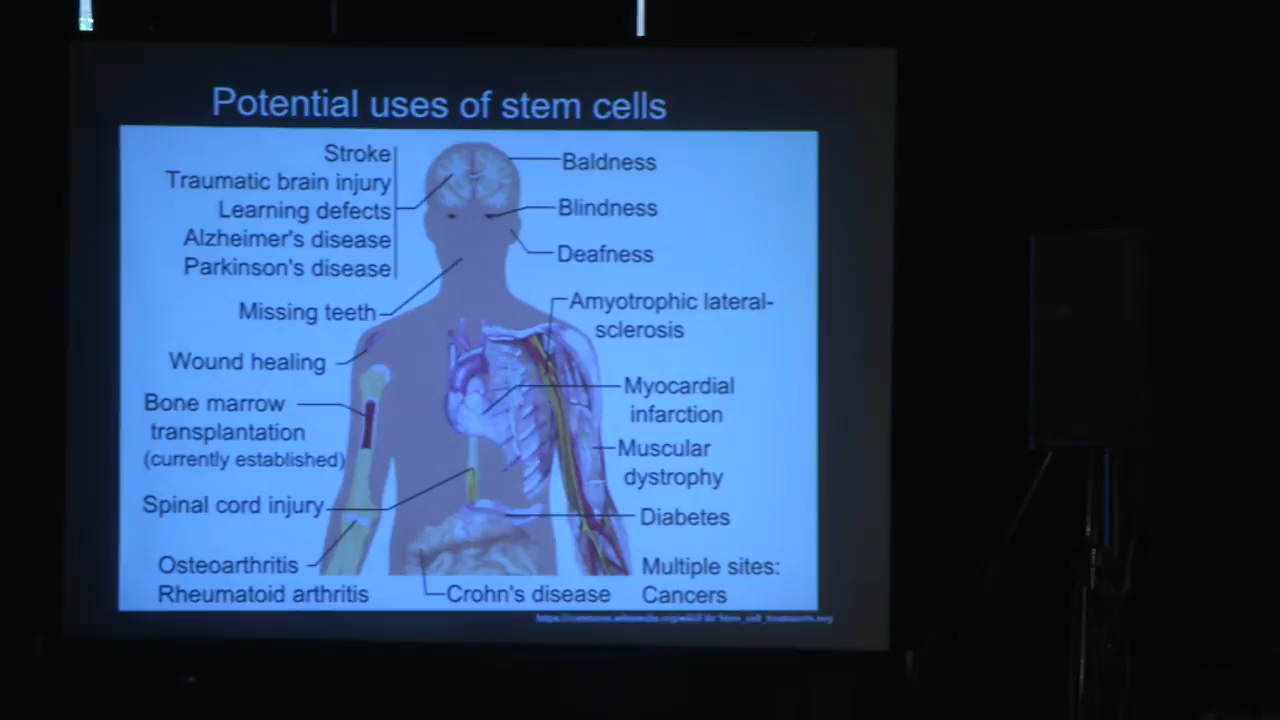 Potential uses of stem cells
Stroke
Traumatic brain injury
Learning defects
Alzheimer's disease
Parkinson's disease
Missing teeth
Wound healing
Bone marrow
transplantation
(currently established)
Spinal cord injury
Osteoarthritis
Rheumatoid arthritis
Baldness
Blindness
Deafness
Amyotrophic lateral-
sclerosis
Myocardial
infarction
Muscular
dystrophy
Diabetes
Crohn's disease
Multiple sites:
Cancers